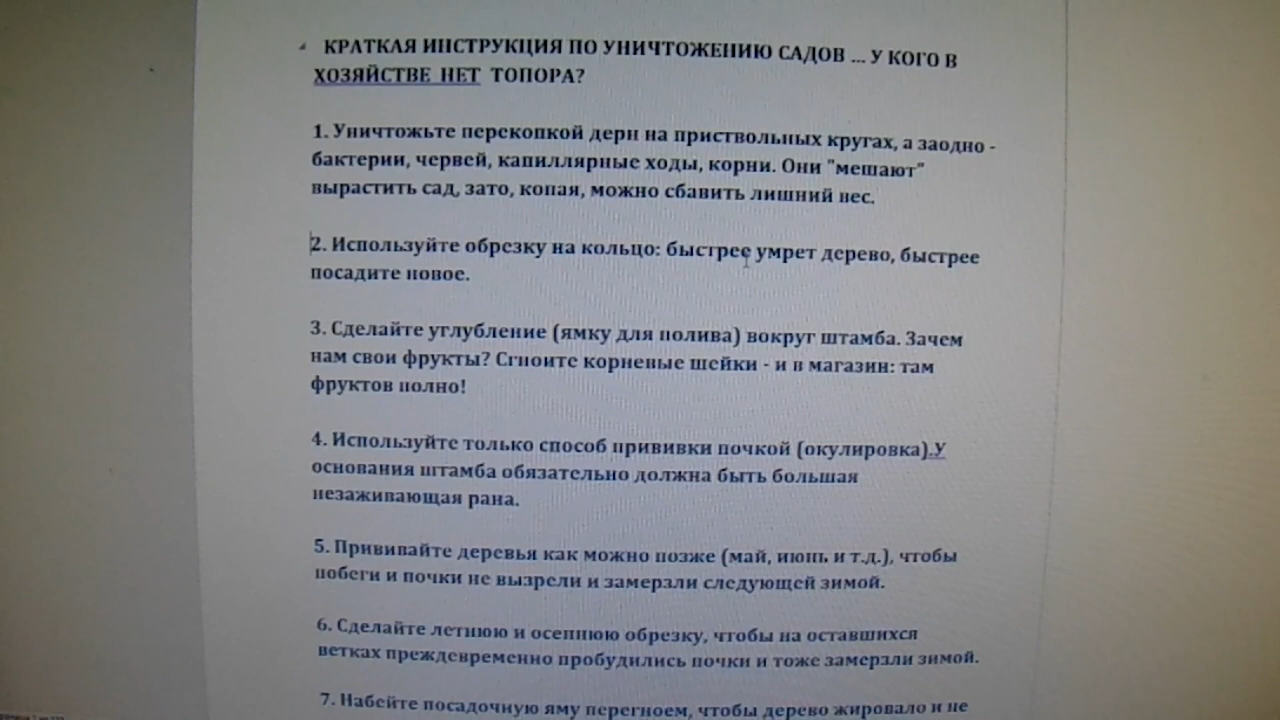 КРАТКАЯ ИНСТРУКЦИЯ ПО УНИЧТОЖЕНИЮ САДОВ ... У КОГО В
ХОЗЯЙСТВЕ НЕТ ТОПОРА?
1. Уничтожьте перекопкой дерн на приствольных кругах, а заодно -
бактерии, червей, капиллярные ходы, корни. Они "мешают"
вырастить сад, зато, копая, можно сбавить лишний вес.
2. Используйте обрезку на кольцо: быстрее умрет дерево, быстрее
посадите новое.
3. Сделайте углубление (ямку для полива) вокруг штамба. Зачем
нам свои фрукты? Сгноите корневые шейки - и в магазин: там
фруктов полно!
4. Используйте только способ прививки почкой (окулировка).У
основания штамба обязательно должна быть большая
незаживающая рана.
5. Прививайте деревья как можно позже (май, июнь и т.д.), чтобы
побеги и почки не вызрели и замерзли следующей зимой.
6. Сделайте летнюю и осеннюю обрезку, чтобы на оставшихся
ветках преждевременно пробудились почки и тоже замерзли зимой.
7. Набейте посадочную яму перегноем, чтобы дерево жировало и не